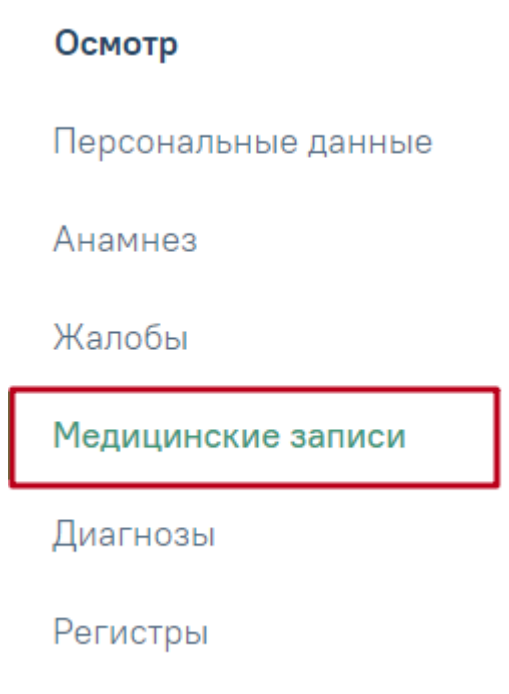 Осмотр
Персональные данные
Анамнез
Жалобы
Медицинские записи
Диагнозы
Регистры